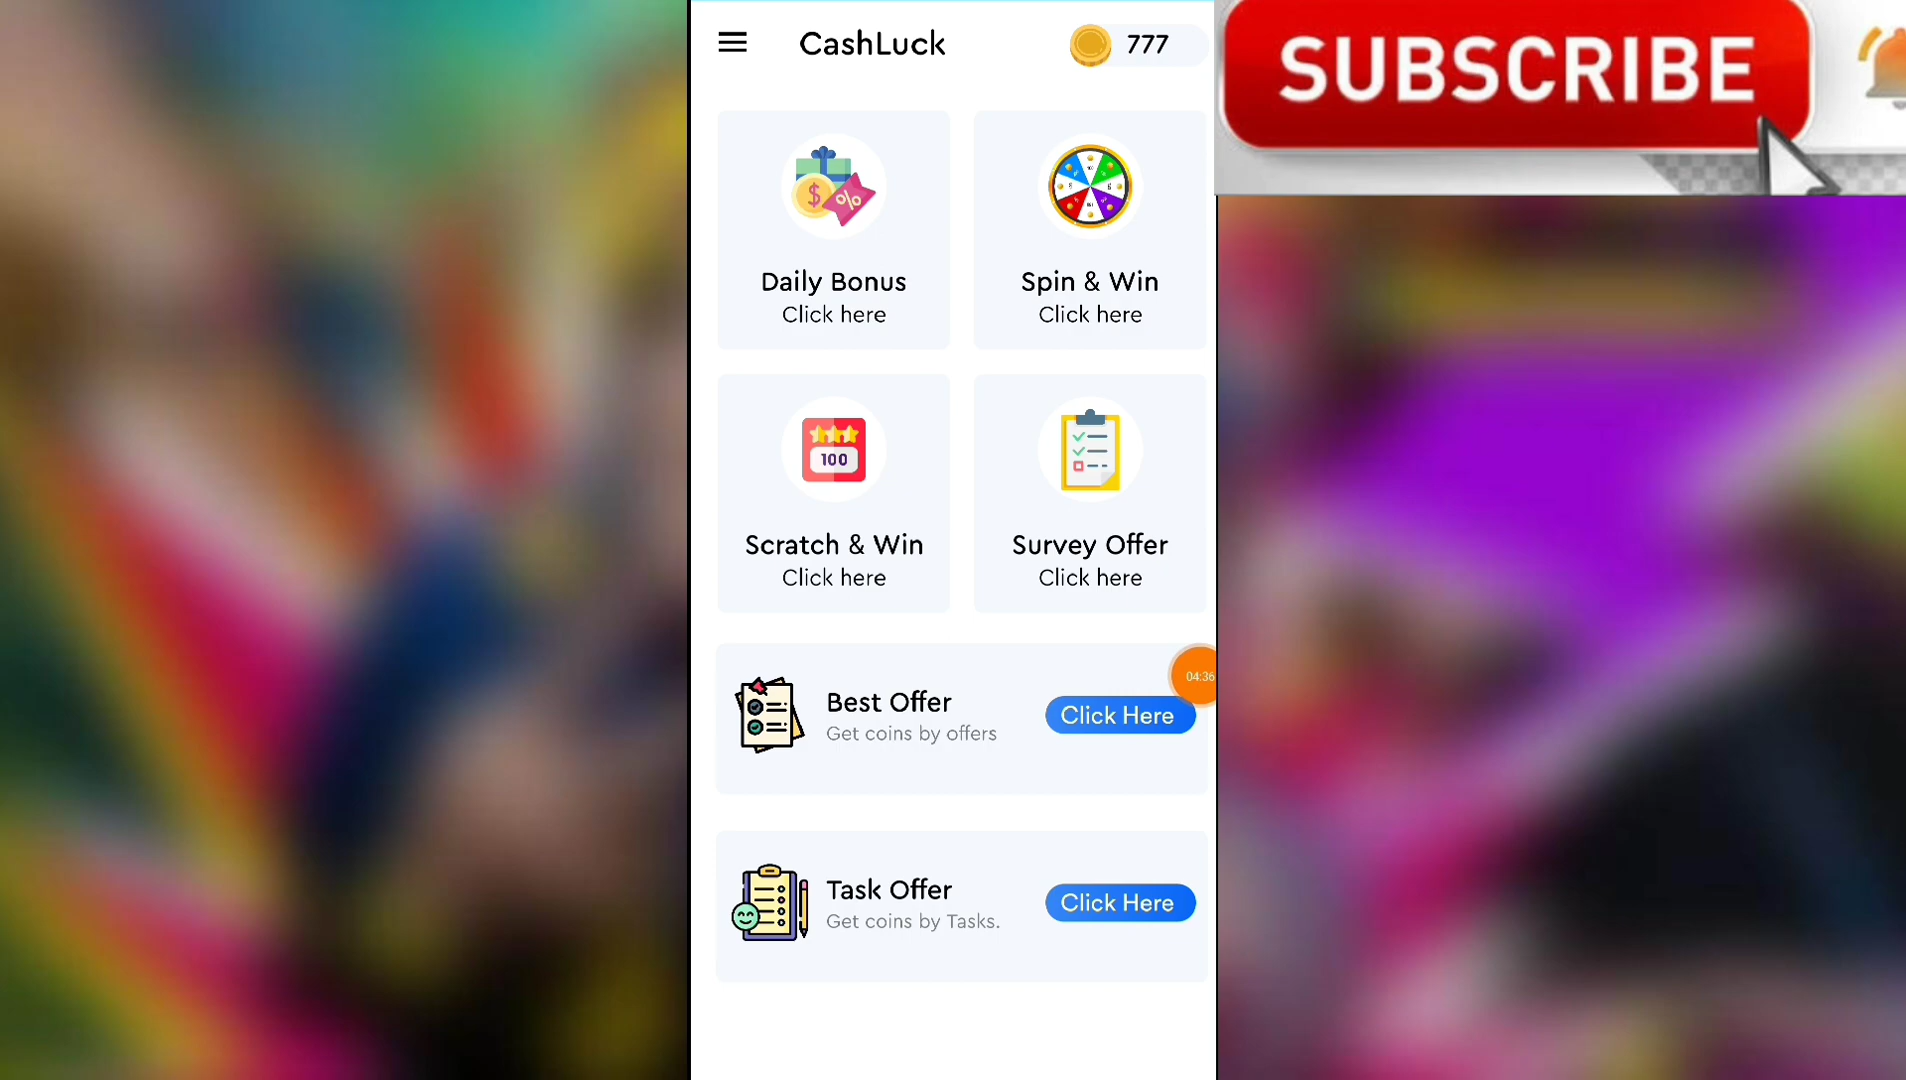 CashLuck
777
SUBSCRIBE
Daily Bonus
Click here
Spin & Win
Click here
100
Scratch & Win
Click here
Survey Offer
Click here
Best Offer
Get coins by offers
Click Here
04:36
Task Offer
Get coins by Tasks.
Click Here